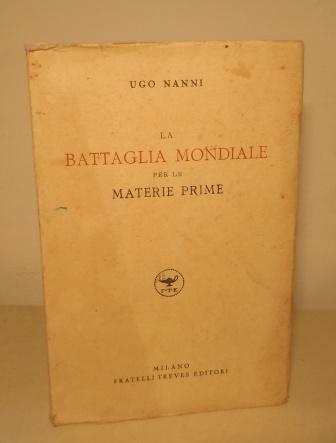 UGO NANNI
LA
BATTAGLIA MONDIALE
PER LE
MATERIE PRIME
F·T·E
MILANO
FRATELLI TREVES EDITORI